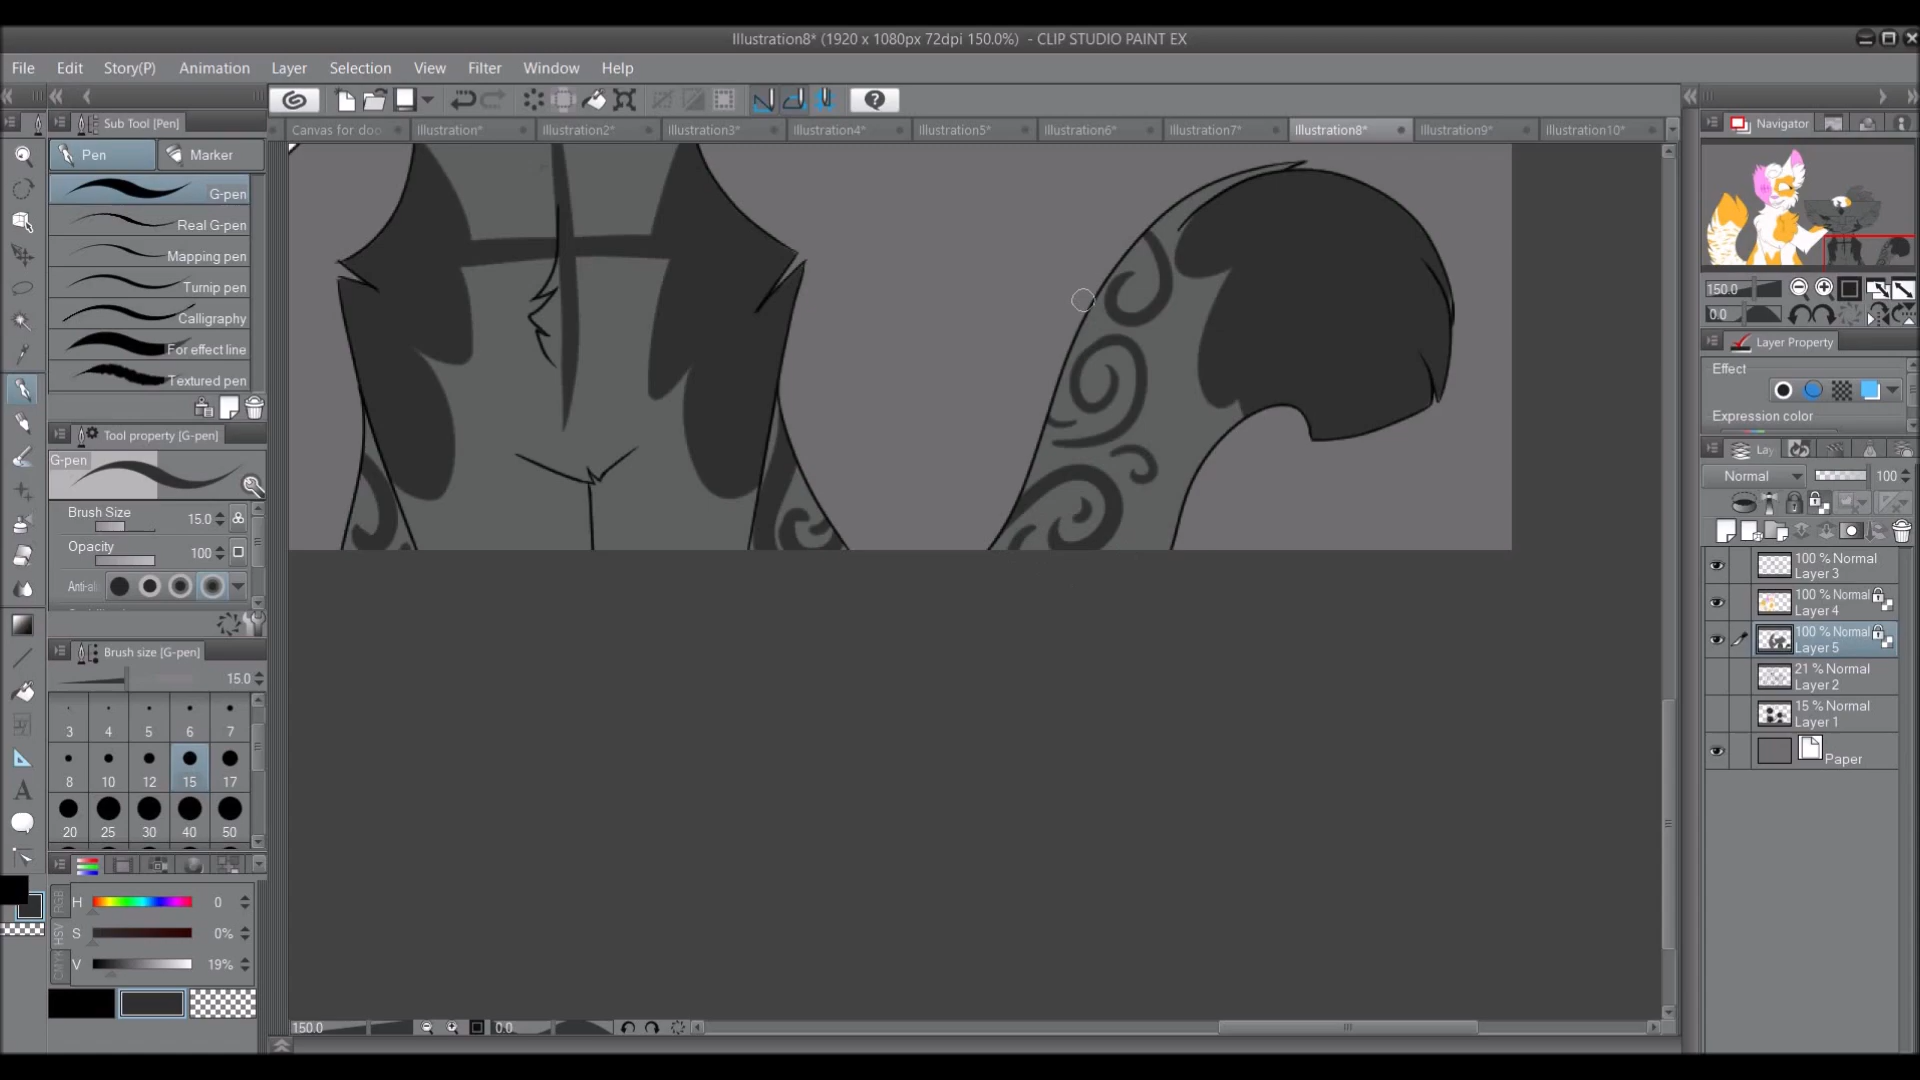 Illustration8* (1920 x 1080px 72dpi 150.0%) - CLIP STUDIO PAINT EX
File Edit Story(P) Animation Layer Selection View Filter Window Help
Sub Tool [Pen]
Canvas for doo Illustration* Illustration2* Illustration3* Illustration4* Illustration5* Illustration6* Illustration7* Illustration8* Illustration9* Illustration10*
Navigator
Pen Marker
G-pen
Real G-pen
Mapping pen
Turnip pen
Calligraphy
For effect line
Textured pen
Tool property [G-pen]
G-pen
Brush Size 15.0
Opacity 100
Anti-ali
Brush size [G-pen]
15.0
3 4 5 6 7
8 10 12 15 17
20 25 30 40 50
RGB
HSV
CMYK
H 0
S 0%
V 19%
150.0 0.0
150.0
0.0
Layer Property
Effect
Expression color
Lay
Normal 100
100 % Normal
Layer 3
100 % Normal
Layer 4
100 % Normal
Layer 5
21 % Normal
Layer 2
15 % Normal
Layer 1
Paper